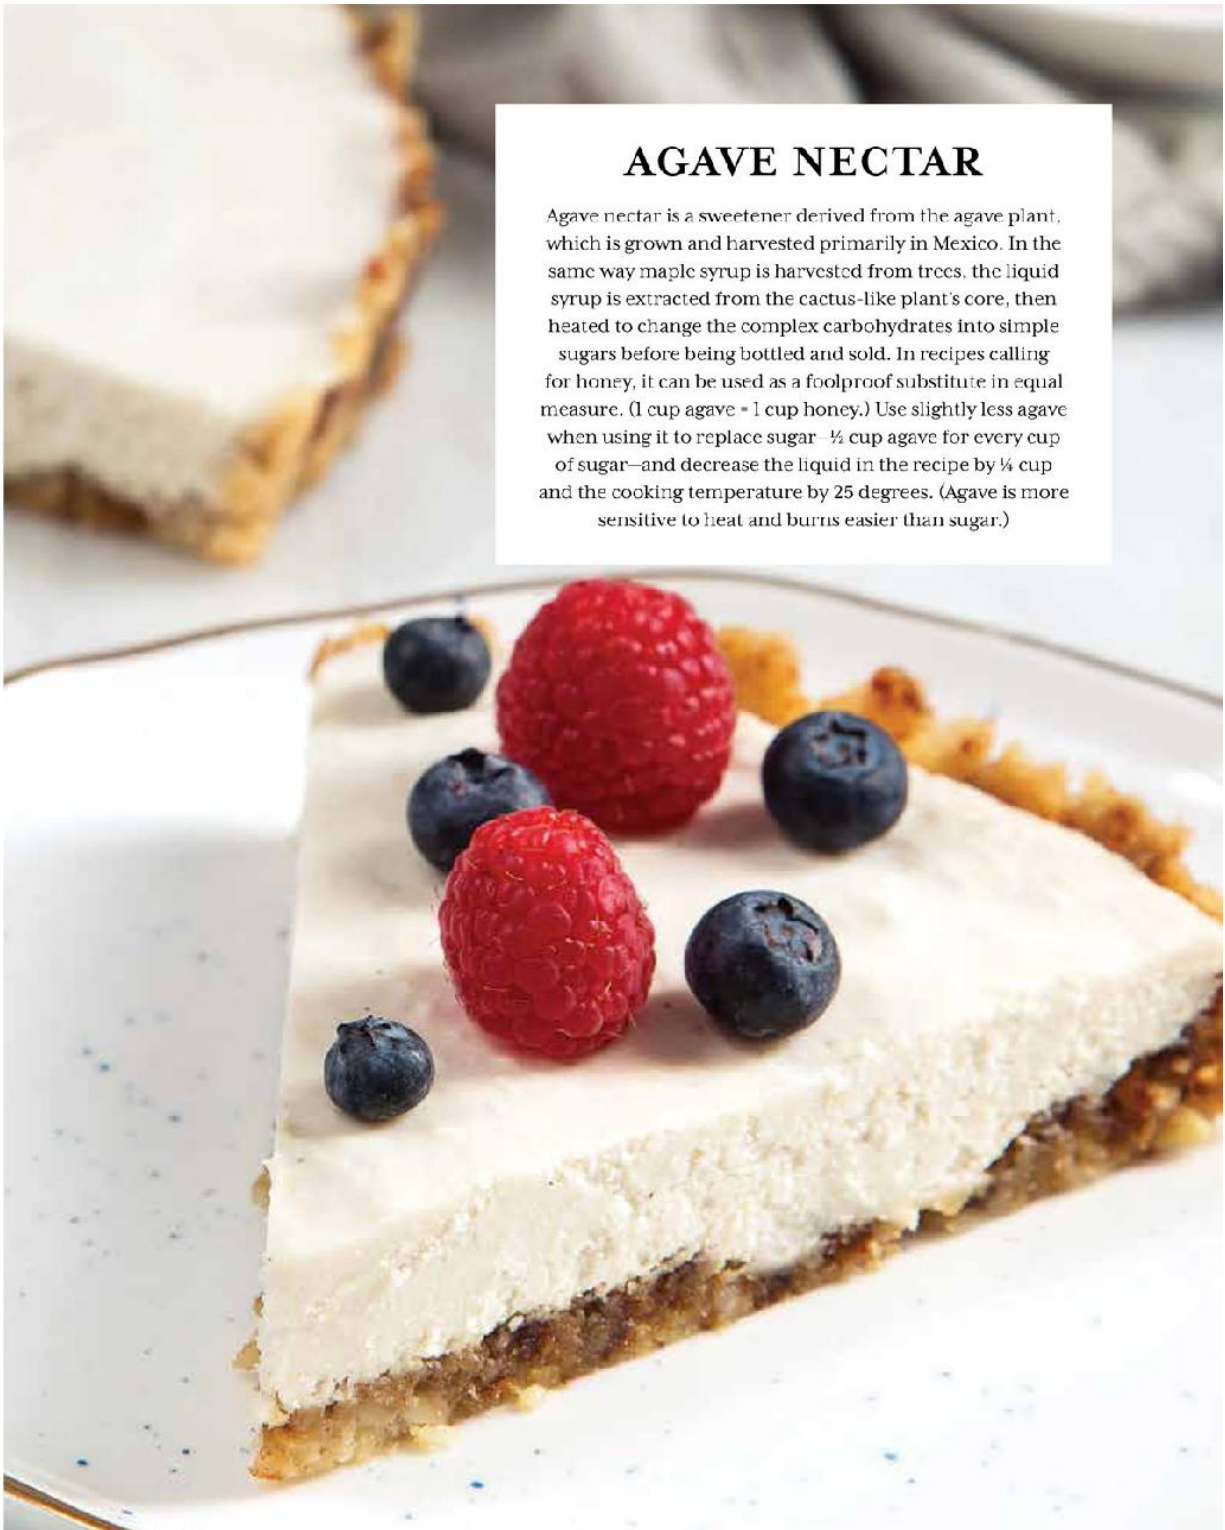 AGAVE NECTAR
Agave nectar is a sweetener derived from the agave plant,
which is grown and harvested primarily in Mexico. In the
same way maple syrup is harvested from trees, the liquid
syrup is extracted from the cactus-like plant's core, then
heated to change the complex carbohydrates into simple
sugars before being bottled and sold. In recipes calling
for honey, it can be used as a foolproof substitute in equal
measure. (1 cup agave = 1 cup honey.) Use slightly less agave
when using it to replace sugar—½ cup agave for every cup
of sugar—and decrease the liquid in the recipe by ¼ cup
and the cooking temperature by 25 degrees. (Agave is more
sensitive to heat and burns easier than sugar.)